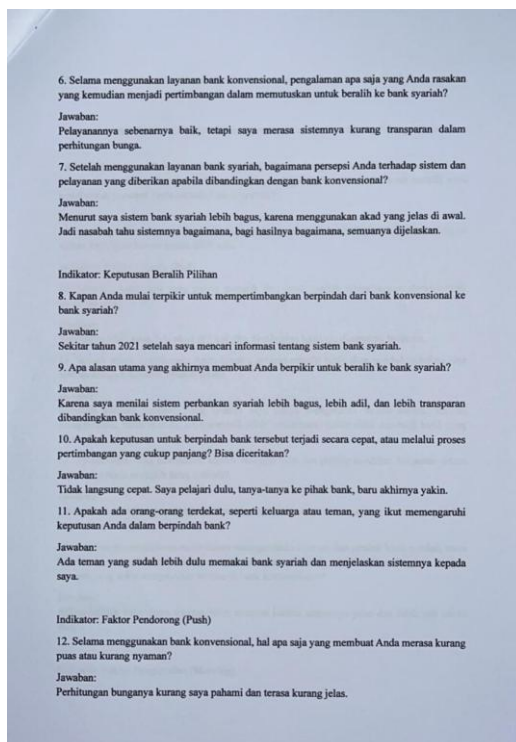 6. Selama menggunakan layanan bank konvensional, pengalaman apa saja yang Anda rasakan
yang kemudian menjadi pertimbangan dalam memutuskan untuk beralih ke bank syariah?
Jawaban:
Pelayanannya sebenarnya baik, tetapi saya merasa sistemnya kurang transparan dalam
perhitungan bunga.
7. Setelah menggunakan layanan bank syariah, bagaimana persepsi Anda terhadap sistem dan
pelayanan yang diberikan apabila dibandingkan dengan bank konvensional?
Jawaban:
Menurut saya sistem bank syariah lebih bagus, karena menggunakan akad yang jelas di awal.
Jadi nasabah tahu sistemnya bagaimana, bagi hasilnya bagaimana, semuanya dijelaskan.
Indikator: Keputusan Beralih Pilihan
8. Kapan Anda mulai terpikir untuk mempertimbangkan berpindah dari bank konvensional ke
bank syariah?
Jawaban:
Sekitar tahun 2021 setelah saya mencari informasi tentang sistem bank syariah.
9. Apa alasan utama yang akhirnya membuat Anda berpikir untuk beralih ke bank syariah?
Jawaban:
Karena saya menilai sistem perbankan syariah lebih bagus, lebih adil, dan lebih transparan
dibandingkan bank konvensional.
10. Apakah keputusan untuk berpindah bank tersebut terjadi secara cepat, atau melalui proses
pertimbangan yang cukup panjang? Bisa diceritakan?
Jawaban:
Tidak langsung cepat. Saya pelajari dulu, tanya-tanya ke pihak bank, baru akhirnya yakin.
11. Apakah ada orang-orang terdekat, seperti keluarga atau teman, yang ikut memengaruhi
keputusan Anda dalam berpindah bank?
Jawaban:
Ada teman yang sudah lebih dulu memakai bank syariah dan menjelaskan sistemnya kepada
saya.
Indikator: Faktor Pendorong (Push)
12. Selama menggunakan bank konvensional, hal apa saja yang membuat Anda merasa kurang
puas atau kurang nyaman?
Jawaban:
Perhitungan bunganya kurang saya pahami dan terasa kurang jelas.